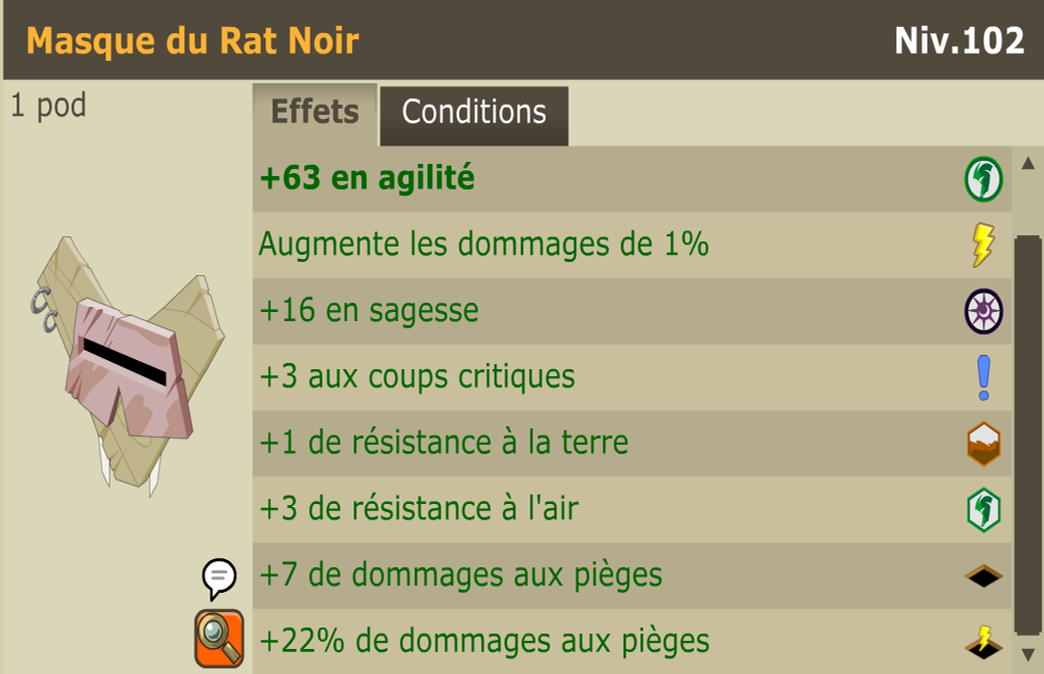 Masque du Rat Noir
Niv.102
1 pod
Effets
Conditions
+63 en agilité
Augmente les dommages de 1%
+16 en sagesse
+3 aux coups critiques
+1 de résistance à la terre
+3 de résistance à l'air
+7 de dommages aux pièges
+22% de dommages aux pièges